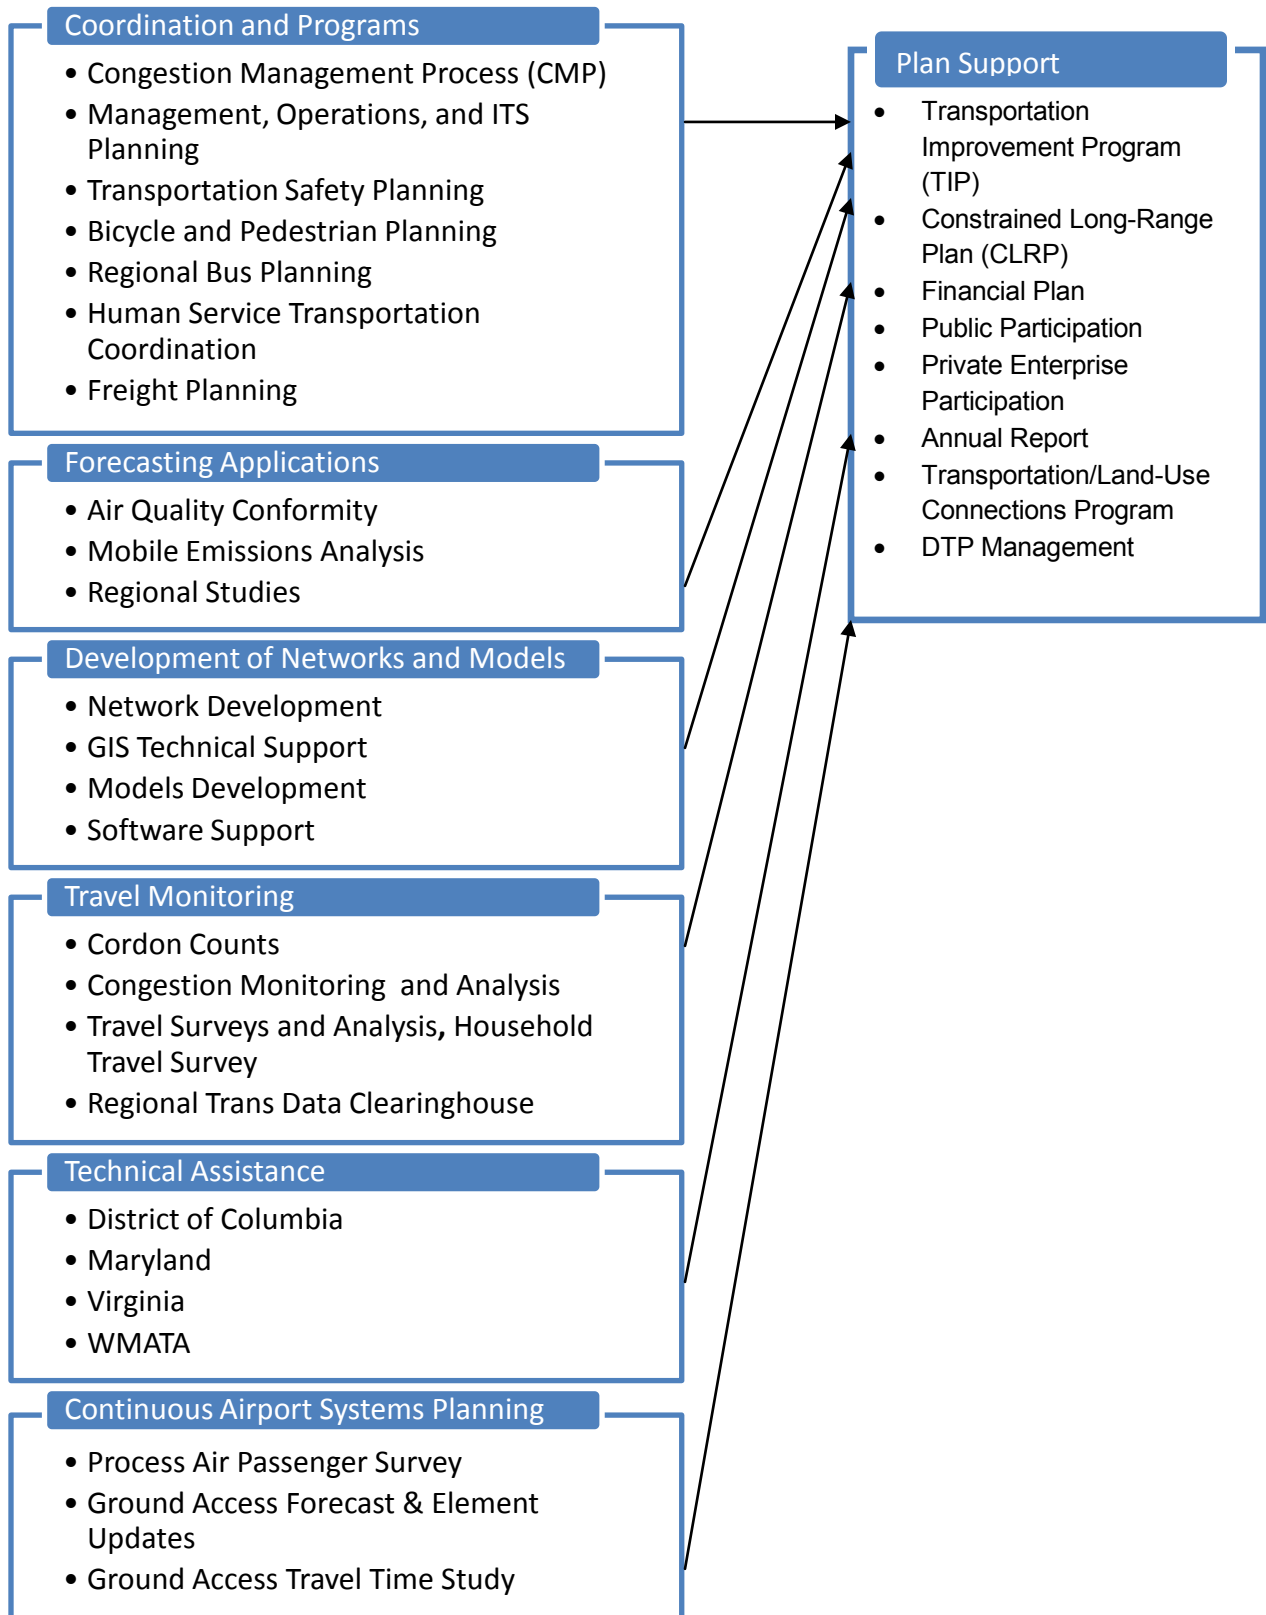 Coordination and Programs
• Congestion Management Process (CMP)
• Management, Operations, and ITS
Planning
• Transportation Safety Planning
• Bicycle and Pedestrian Planning
• Regional Bus Planning
• Human Service Transportation
Coordination
• Freight Planning
Forecasting Applications
• Air Quality Conformity
• Mobile Emissions Analysis
• Regional Studies
Development of Networks and Models
• Network Development
• GIS Technical Support
• Models Development
• Software Support
Travel Monitoring
• Cordon Counts
• Congestion Monitoring  and Analysis
• Travel Surveys and Analysis, Household
Travel Survey
• Regional Trans Data Clearinghouse
Technical Assistance
• District of Columbia
• Maryland
• Virginia
• WMATA
Continuous Airport Systems Planning
• Process Air Passenger Survey
• Ground Access Forecast & Element
Updates
• Ground Access Travel Time Study
Plan Support
• Transportation
Improvement Program
(TIP)
• Constrained Long-Range
Plan (CLRP)
• Financial Plan
• Public Participation
• Private Enterprise
Participation
• Annual Report
• Transportation/Land-Use
Connections Program
• DTP Management